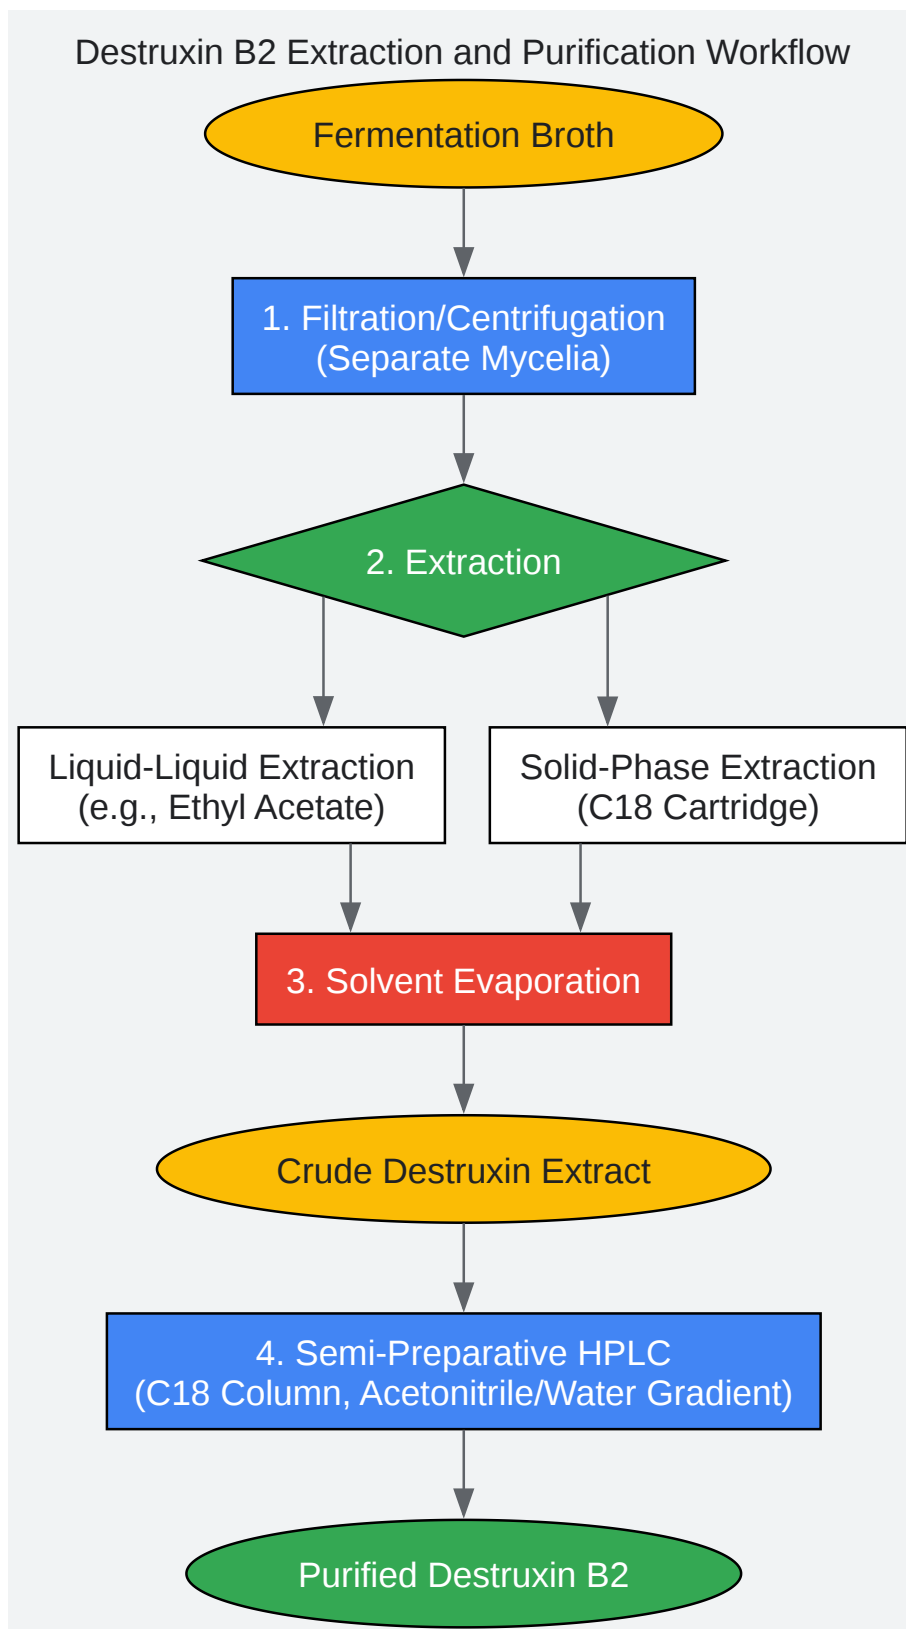 Destruxin B2 Extraction and Purification Workflow
Fermentation Broth
1. Filtration/Centrifugation
(Separate Mycelia)
2. Extraction
Liquid-Liquid Extraction
(e.g., Ethyl Acetate)
Solid-Phase Extraction
(C18 Cartridge)
3. Solvent Evaporation
Crude Destruxin Extract
4. Semi-Preparative HPLC
(C18 Column, Acetonitrile/Water Gradient)
Purified Destruxin B2